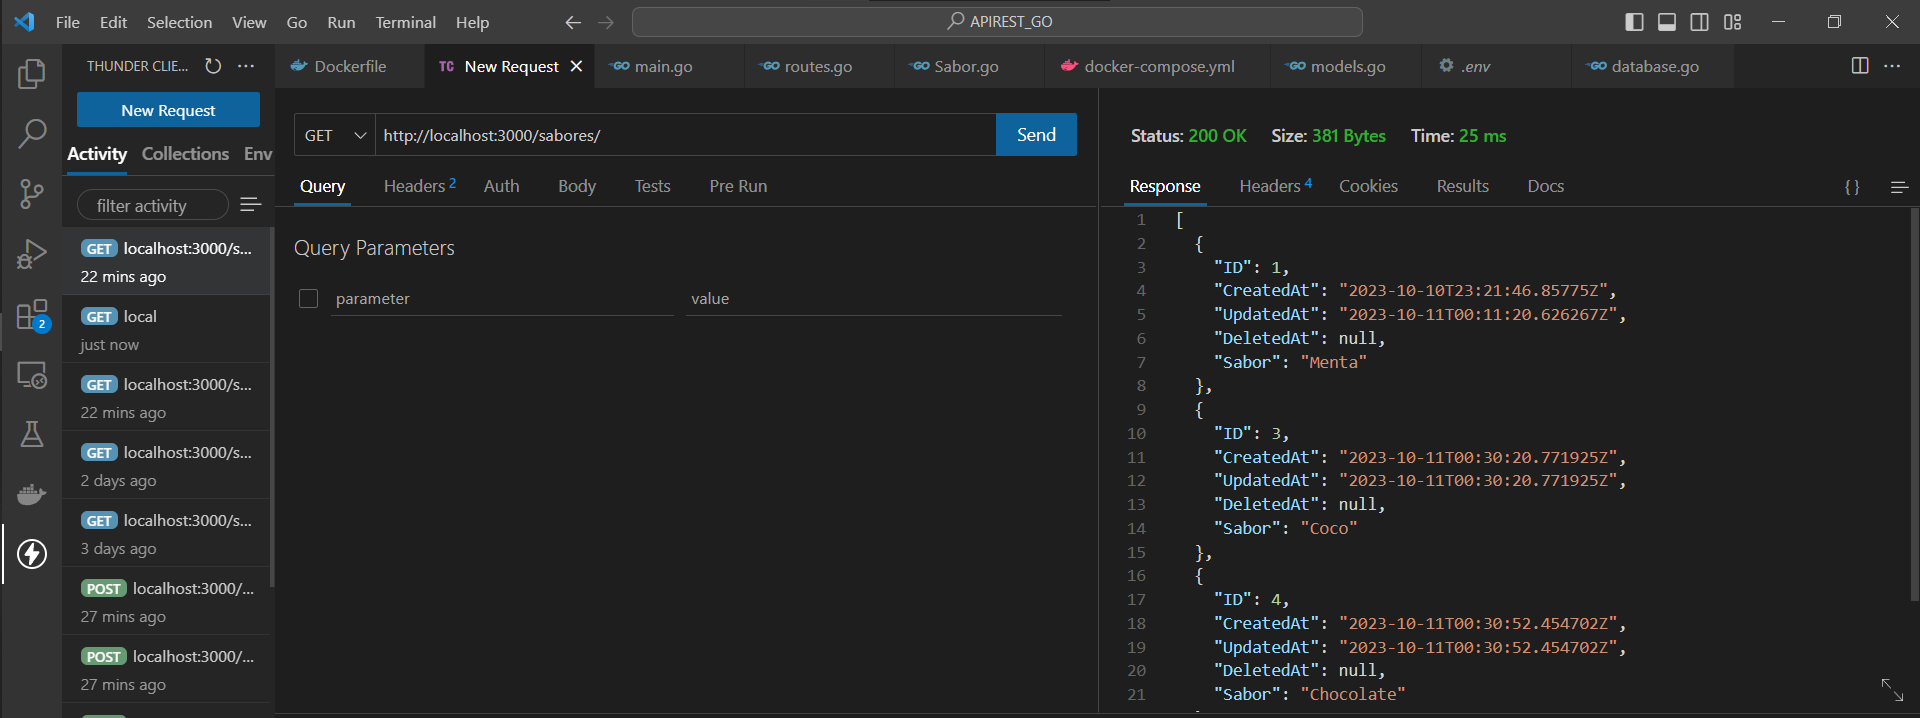 File Edit Selection View Go Run Terminal Help APIREST_GO
THUNDER CLIE... Dockerfile TC New Request GO main.go GO routes.go GO Sabor.go docker-compose.yml GO models.go .env GO database.go
New Request
Activity Collections Env
filter activity
GET localhost:3000/s...
22 mins ago
GET local
just now
GET localhost:3000/s...
22 mins ago
GET localhost:3000/s...
2 days ago
GET localhost:3000/s...
3 days ago
POST localhost:3000/...
27 mins ago
POST localhost:3000/...
27 mins ago
2
GET http://localhost:3000/sabores/ Send
Query Headers 2 Auth Body Tests Pre Run
Query Parameters
parameter value
Status: 200 OK Size: 381 Bytes Time: 25 ms
Response Headers 4 Cookies Results Docs {}
1 [
2 {
3 "ID": 1,
4 "CreatedAt": "2023-10-10T23:21:46.85775Z",
5 "UpdatedAt": "2023-10-11T00:11:20.626267Z",
6 "DeletedAt": null,
7 "Sabor": "Menta"
8 },
9 {
10 "ID": 3,
11 "CreatedAt": "2023-10-11T00:30:20.771925Z",
12 "UpdatedAt": "2023-10-11T00:30:20.771925Z",
13 "DeletedAt": null,
14 "Sabor": "Coco"
15 },
16 {
17 "ID": 4,
18 "CreatedAt": "2023-10-11T00:30:52.454702Z",
19 "UpdatedAt": "2023-10-11T00:30:52.454702Z",
20 "DeletedAt": null,
21 "Sabor": "Chocolate"